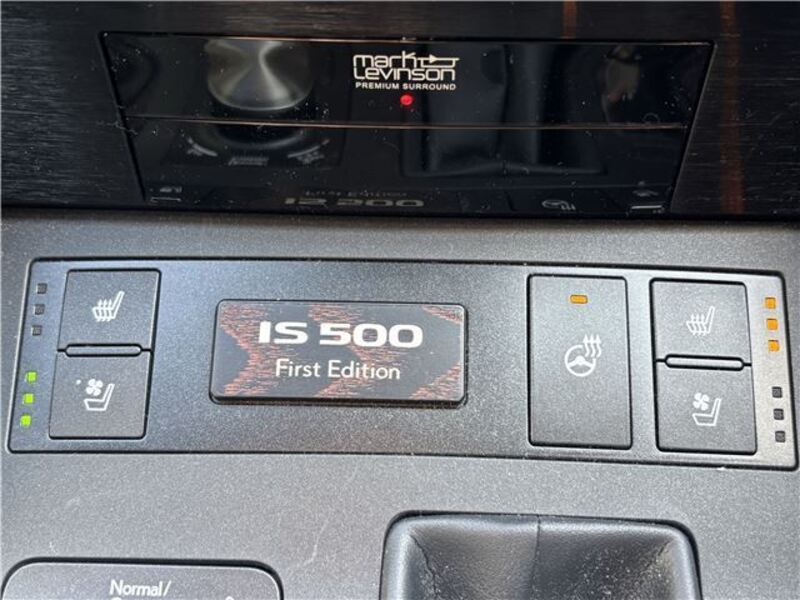 mark
Levinson
PREMIUM SURROUND
IS 500
First Edition
Normal/